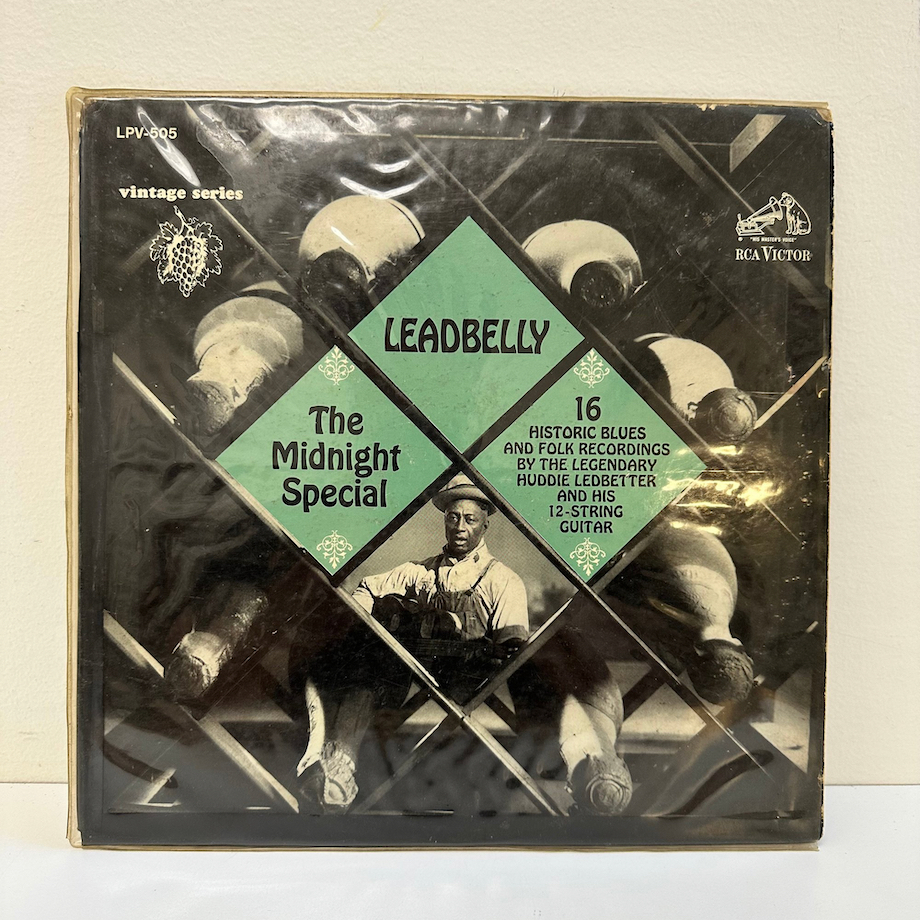 LPV-505
vintage series
"HIS MASTER'S VOICE"
RCA VICTOR
LEADBELLY
The
Midnight
Special
16
HISTORIC BLUES
AND FOLK RECORDINGS
BY THE LEGENDARY
HUDDIE LEDBETTER
AND HIS
12-STRING
GUITAR